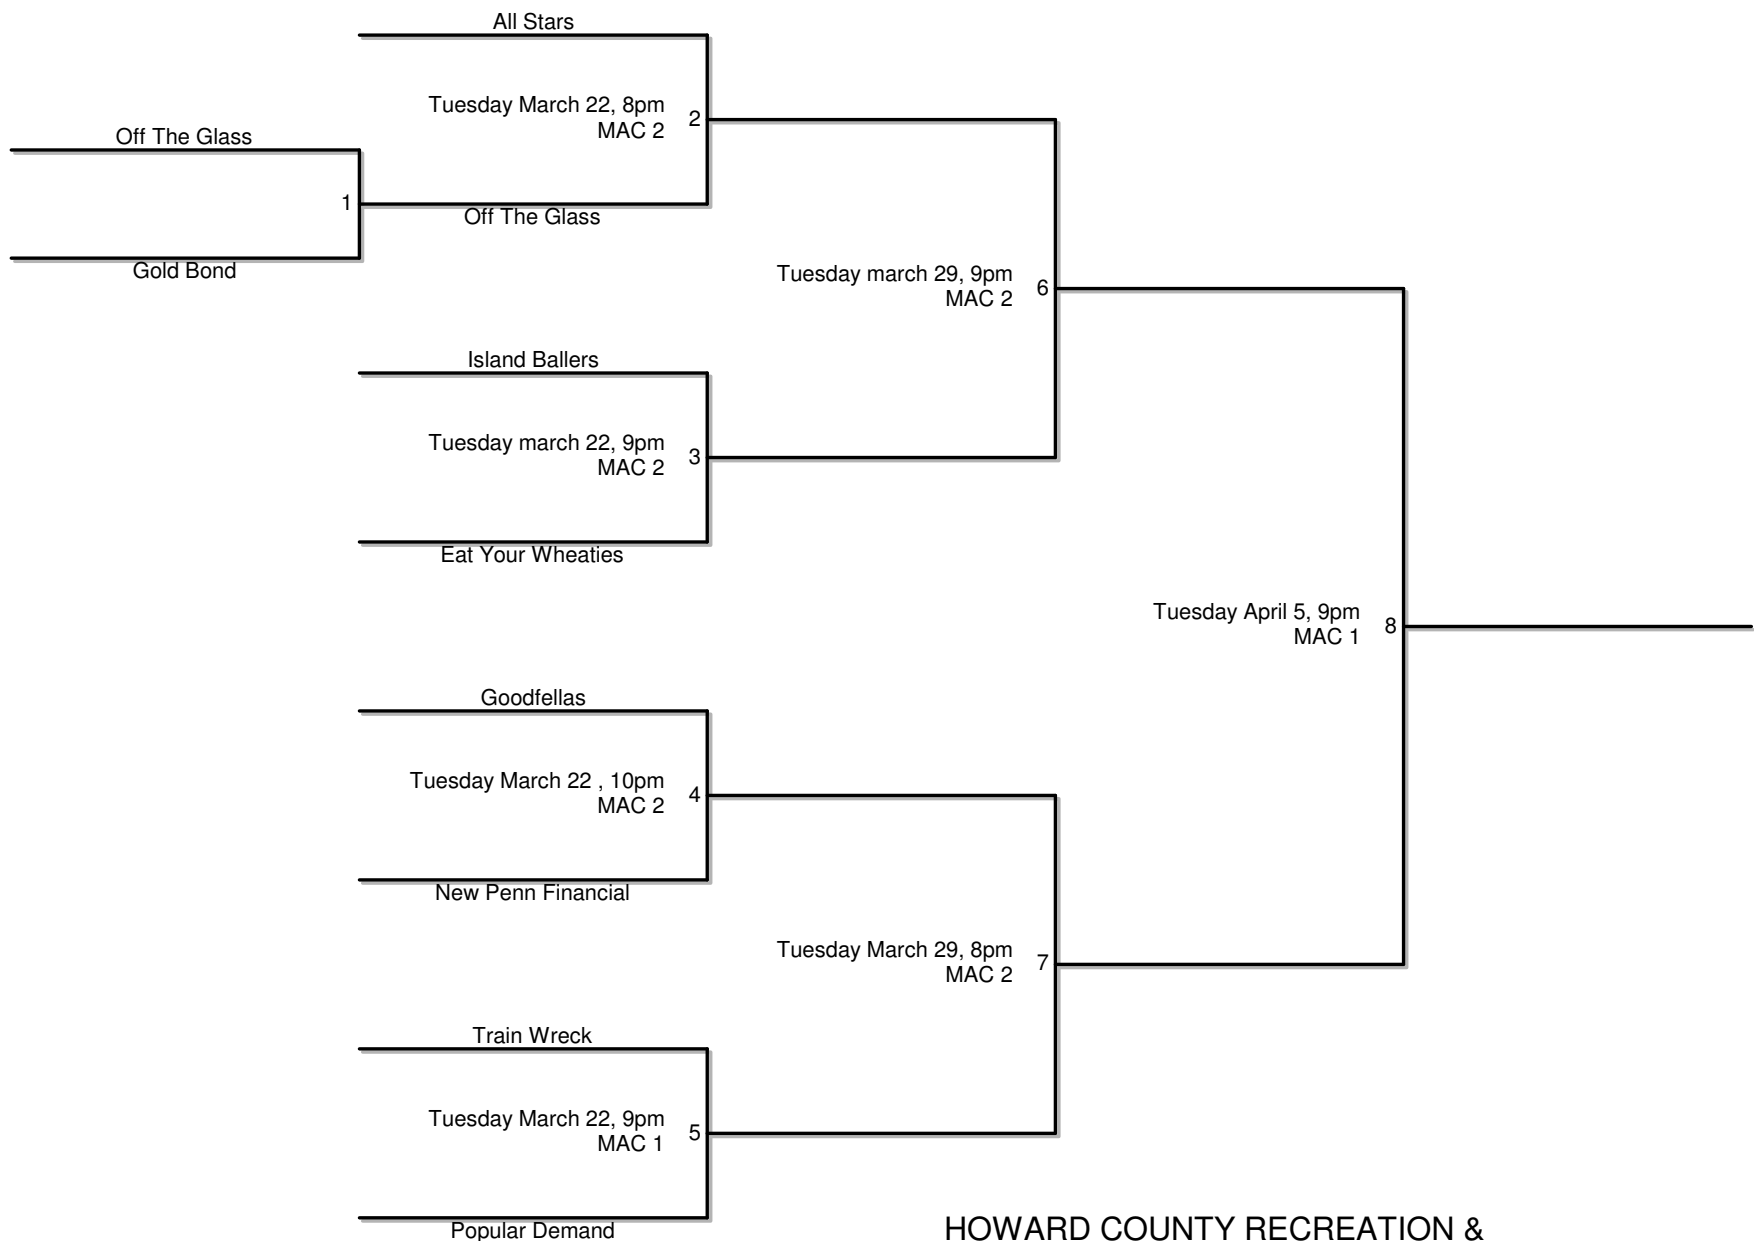 All Stars
Tuesday March 22, 8pm
MAC 2
2
Off The Glass
1
Off The Glass
Gold Bond
Tuesday march 29, 9pm
MAC 2
6
Island Ballers
Tuesday march 22, 9pm
MAC 2
3
Eat Your Wheaties
Tuesday April 5, 9pm
MAC 1
8
Goodfellas
Tuesday March 22 , 10pm
MAC 2
4
New Penn Financial
Tuesday March 29, 8pm
MAC 2
7
Train Wreck
Tuesday March 22, 9pm
MAC 1
5
Popular Demand
HOWARD COUNTY RECREATION &